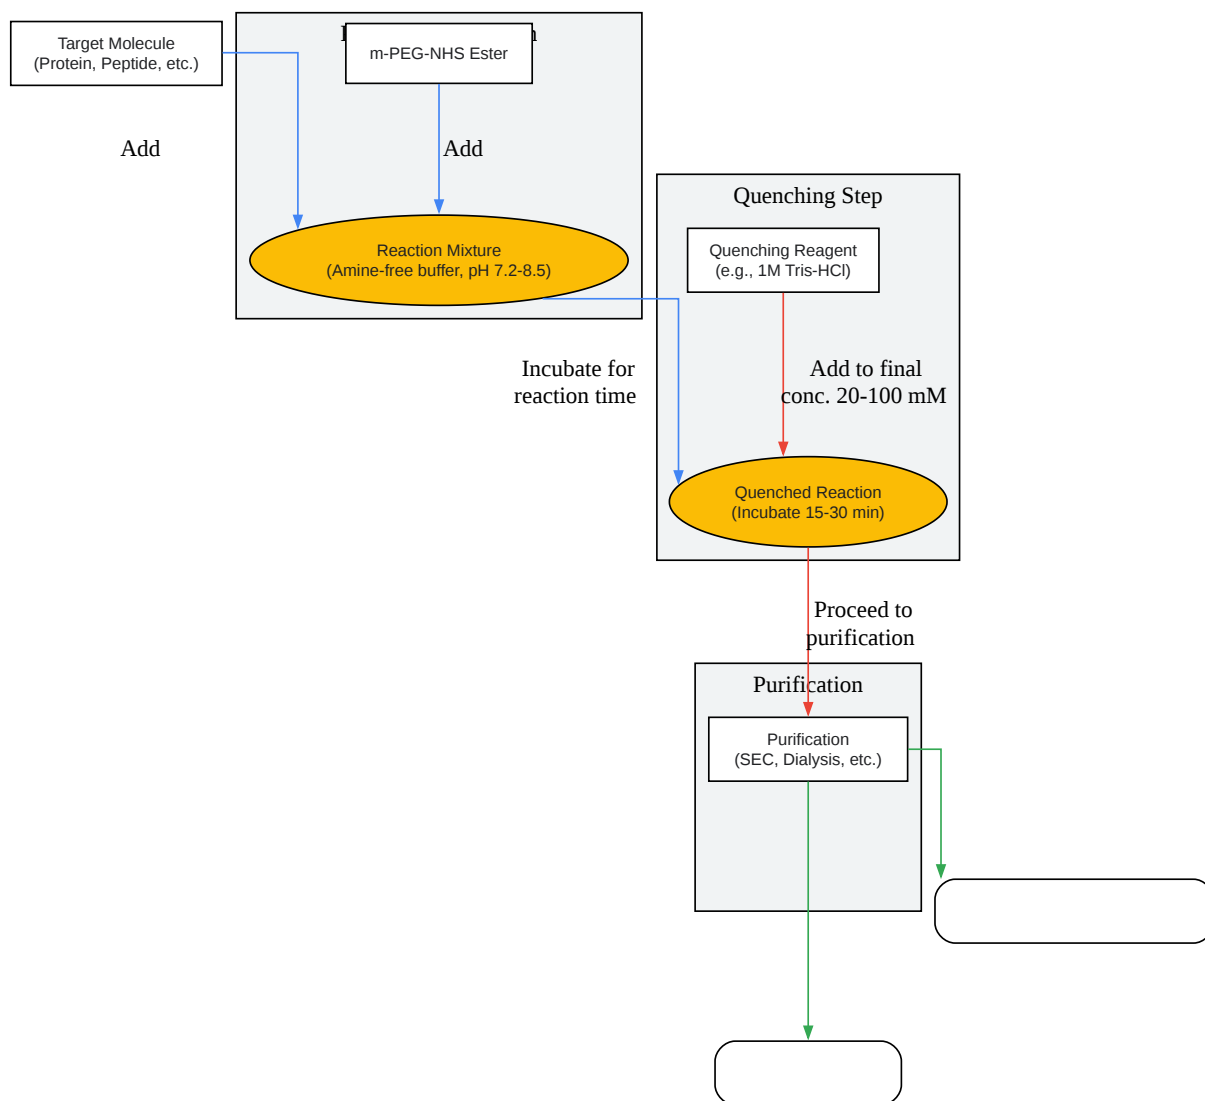 Target Molecule
(Protein, Peptide, etc.)
m-PEG-NHS Ester
Add
Add
Reaction Mixture
(Amine-free buffer, pH 7.2-8.5)
Quenching Step
Quenching Reagent
(e.g., 1M Tris-HCl)
Incubate for
reaction time
Add to final
conc. 20-100 mM
Quenched Reaction
(Incubate 15-30 min)
Proceed to
purification
Purification
Purification
(SEC, Dialysis, etc.)